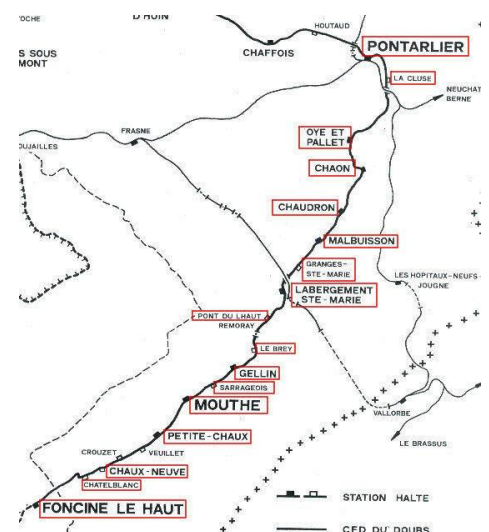 D'HUIN
HOUTAUD
CHAFFOIS
PONTARLIER
S SOUS
MONT
LA CLUSE
NEUCHAT
BERNE
FRASNE
OYE ET
PALLET
OUJAILLES
CHAON
CHAUDRON
MALBUISSON
GRANGES-
STE-MARIE
LES HOPITAUX-NEUFS-
JOUGNE
LABERGEMENT
STE-MARIE
PONT DU LHAUT
REMORAY
LE BREY
GELLIN
SARRAGEOIS
MOUTHE
VALLORBE
PETITE-CHAUX
LE BRASSUS
CROUZET
VEUILLET
CHAUX-NEUVE
CHATELBLANC
FONCINE LE HAUT
STATION HALTE
CFD DU DOUBS